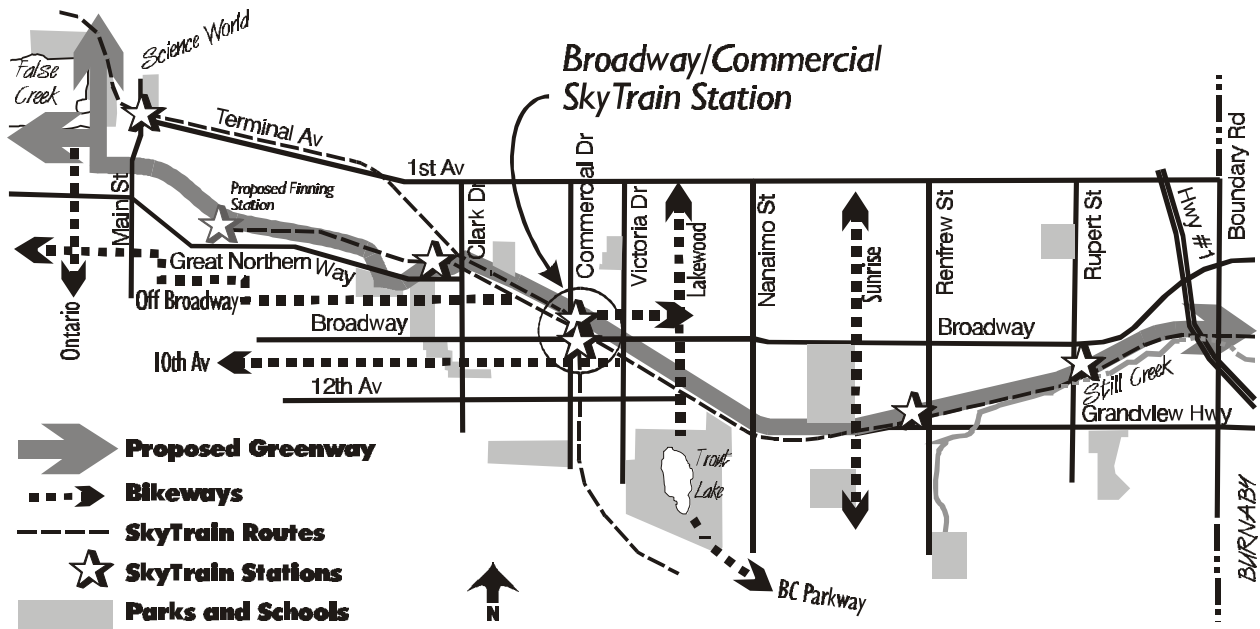 Science World
False
Creek
Broadway/Commercial
SkyTrain Station
Terminal Av
1st Av
Main St
Proposed Finning
Station
Clark Dr
Commercial Dr
Victoria Dr
Lakewood
Nanaimo St
Sunrise
Renfrew St
Rupert St
Hwy #1
Boundary Rd
Great Northern Way
Off Broadway
Ontario
Broadway
Broadway
10th Av
12th Av
Still Creek
Grandview Hwy
Trout
Lake
BC Parkway
BURNABY
Proposed Greenway
Bikeways
SkyTrain Routes
SkyTrain Stations
Parks and Schools
N